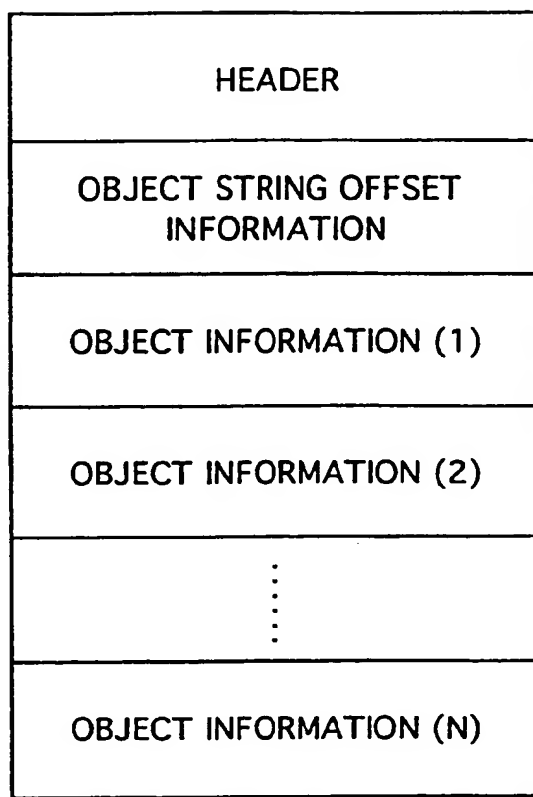 HEADER
OBJECT STRING OFFSET
INFORMATION
OBJECT INFORMATION (1)
OBJECT INFORMATION (2)
OBJECT INFORMATION (N)